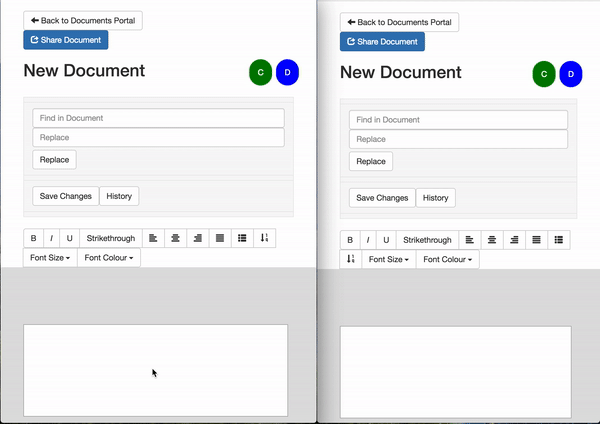 Back to Documents Portal
Share Document
New Document
C D
Find in Document
Replace
Replace
Save Changes History
B I U Strikethrough
Font Size Font Colour
Back to Documents Portal
Share Document
New Document
C D
Find in Document
Replace
Replace
Save Changes History
B I U Strikethrough
Font Size Font Colour